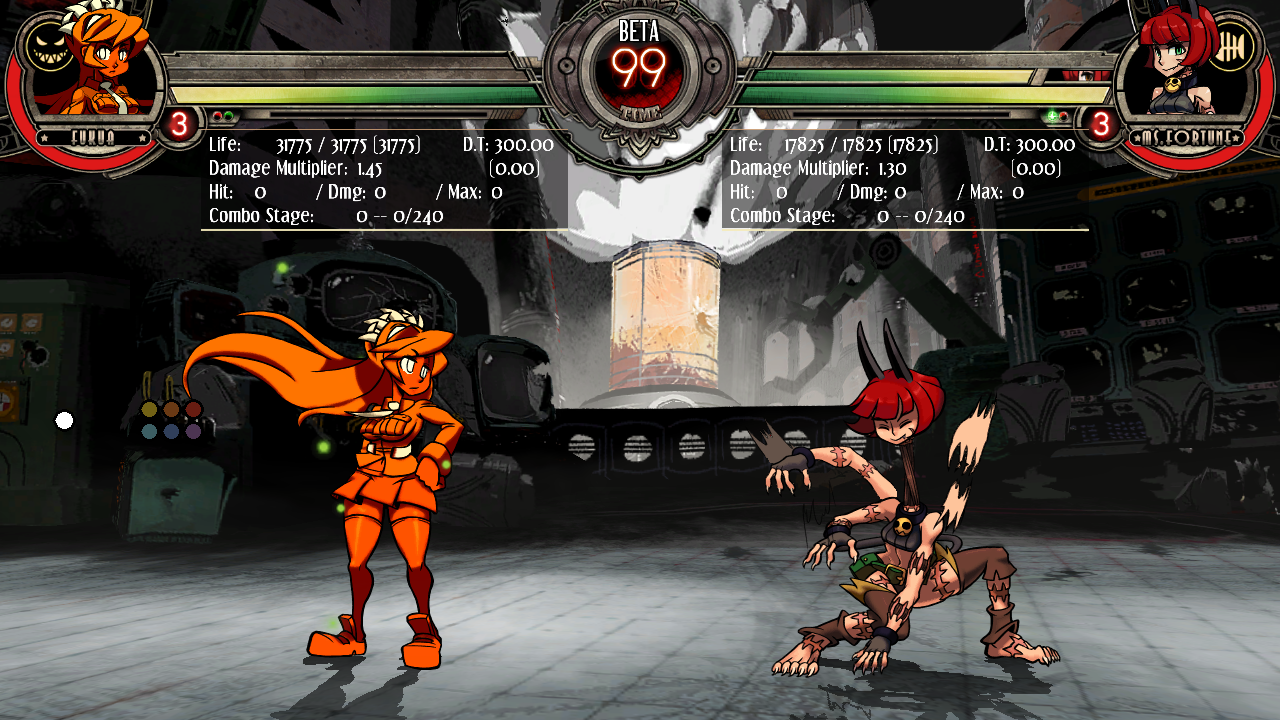 BETA
99
TIME
FUKUA
3
3
MS.FORTUNE
Life: 31775 / 31775 (31775) D.T: 300.00
Damage Multiplier: 1.45 (0.00)
Hit: 0 / Dmg: 0 / Max: 0
Combo Stage: 0 -- 0/240
Life: 17825 / 17825 (17825) D.T: 300.00
Damage Multiplier: 1.30 (0.00)
Hit: 0 / Dmg: 0 / Max: 0
Combo Stage: 0 -- 0/240